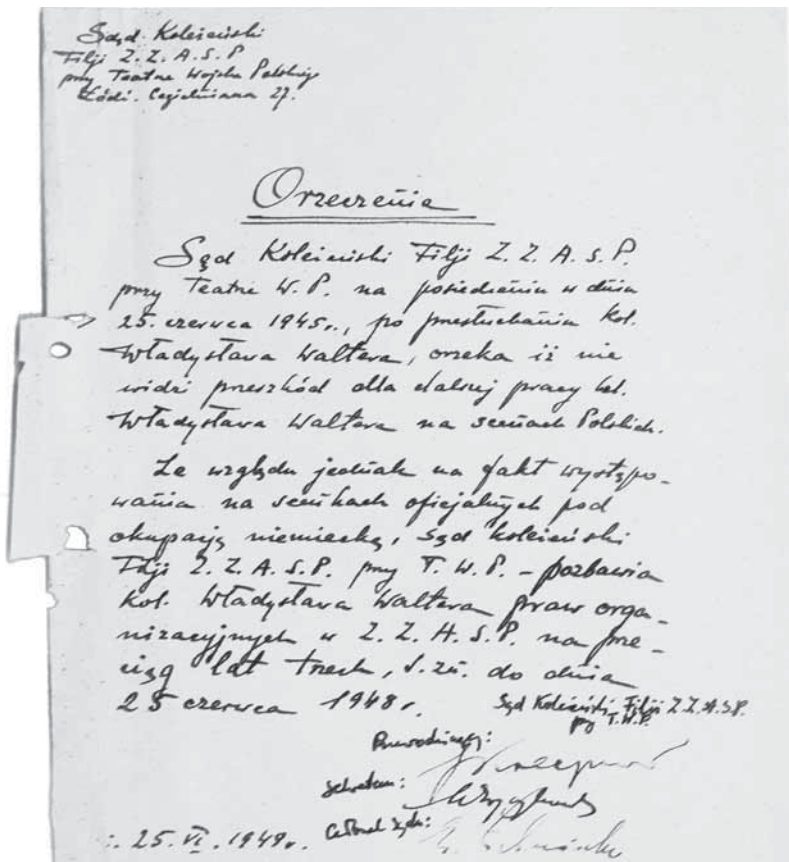 Sąd Koleżeński
Filji Z.Z.A.S.P
przy Teatrze Wojska Polskiego
Łódź. Cegielniana 27.
Orzeczenie
Sąd Koleżeński Filji Z.Z.A.S.P.
przy Teatrze W.P. na posiedzeniu w dniu
25. czerwca 1945r., po przesłuchaniu kol.
Władysława Waltera, orzeka iż nie
widzi przeszkód dla dalszej pracy kol.
Władysława Waltera na scenach Polskich.
Ze względu jednak na fakt występo-
wania na scenkach oficjalnych pod
okupacją niemiecką, Sąd koleżeński
Filji Z.Z.A.S.P. przy T.W.P. - pozbawia
kol. Władysława Waltera praw orga-
nizacyjnych w Z.Z.A.S.P. na prze-
ciąg lat trzech, t.zn. do dnia
25 czerwca 1948r.
Sąd Koleżeński Filji Z.Z.A.S.P.
przy T.W.P.
Przewodniczący:
Sekretarz:
Członek Sądu:
25.VI.1949r.